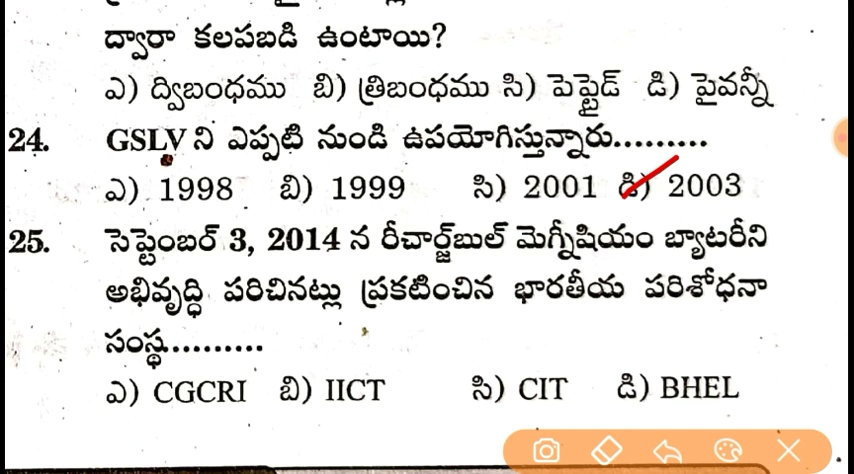 ద్వారా కలపబడి ఉంటాయి?
ఎ) ద్విబంధము బి) త్రిబంధము సి) పెప్టైడ్ డి) పైవన్నీ
24. GSLV ని ఎప్పటి నుండి ఉపయోగిస్తున్నారు.........
ఎ) 1998 బి) 1999 సి) 2001 డి) 2003
25. సెప్టెంబర్ 3, 2014 న రీచార్జ్‌బుల్ మెగ్నీషియం బ్యాటరీని
అభివృద్ధి పరిచినట్లు ప్రకటించిన భారతీయ పరిశోధనా
సంస్థ..........
ఎ) CGCRI బి) IICT సి) CIT డి) BHEL